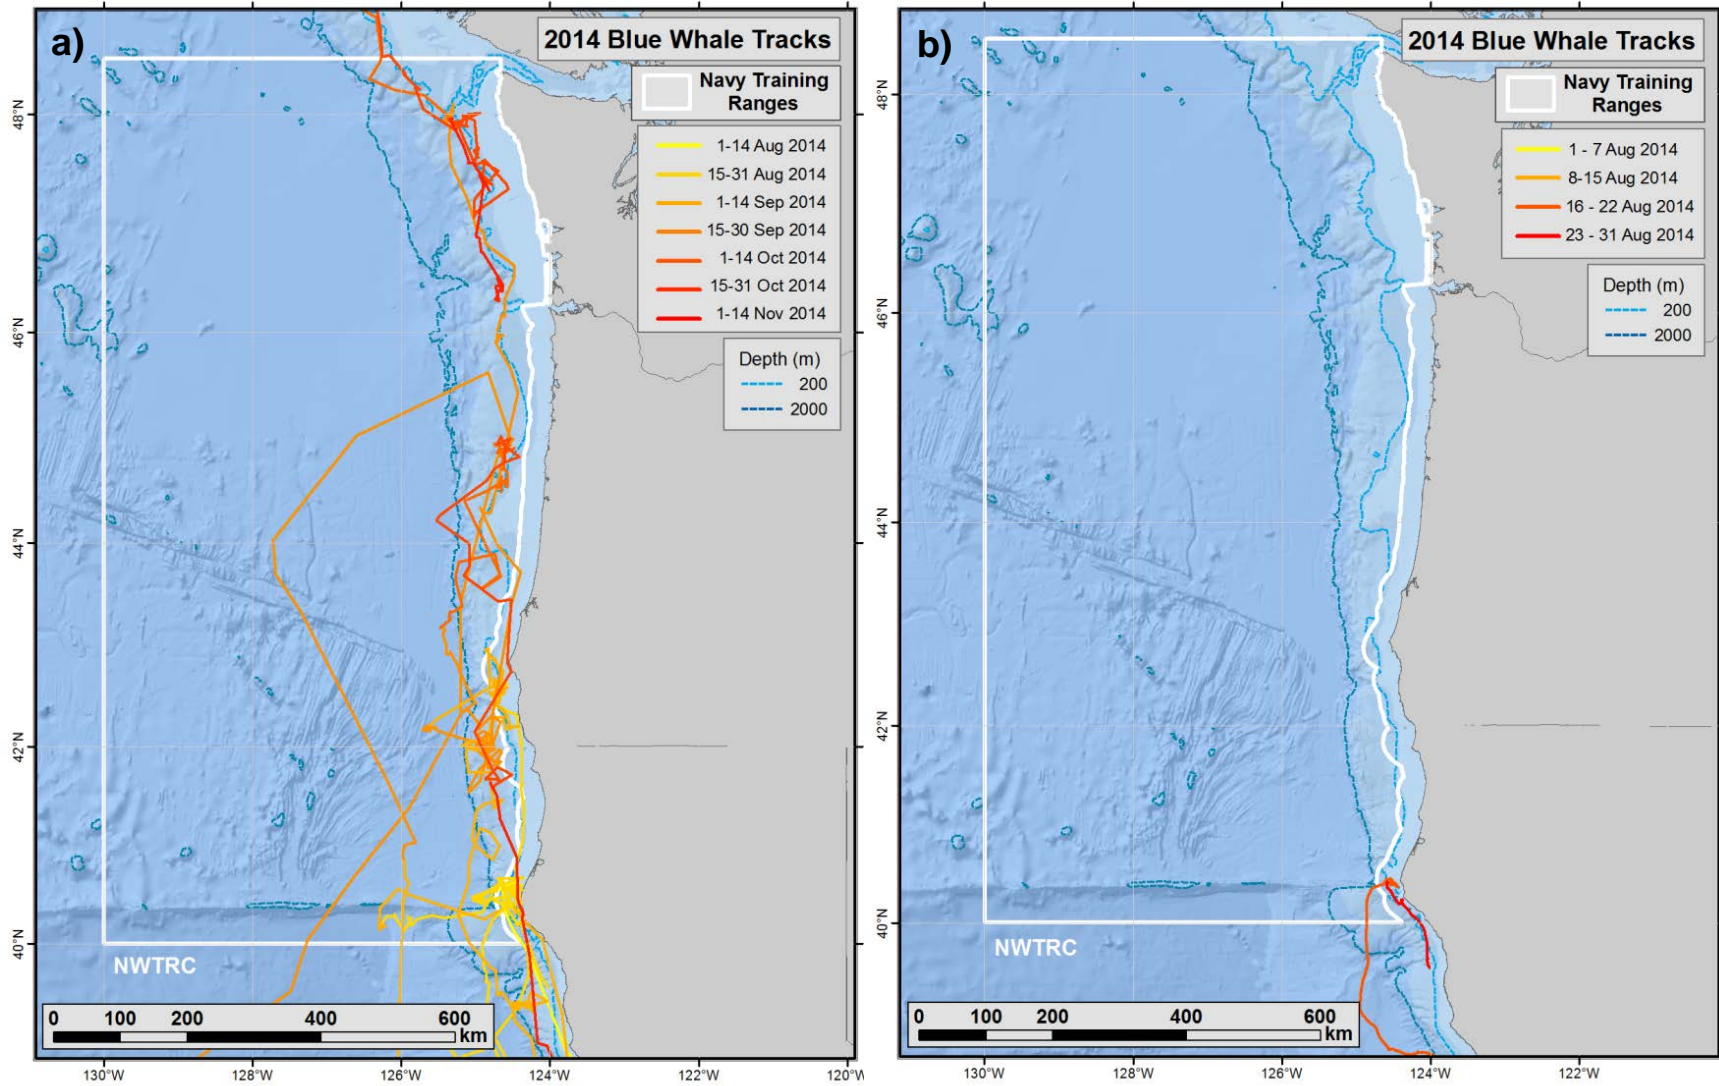 a)
2014 Blue Whale Tracks
Navy Training
Ranges
1-14 Aug 2014
15-31 Aug 2014
1-14 Sep 2014
15-30 Sep 2014
1-14 Oct 2014
15-31 Oct 2014
1-14 Nov 2014
Depth (m)
200
2000
48°N
46°N
44°N
42°N
40°N
NWTRC
0 100 200 400 600
km
130°W 128°W 126°W 124°W 122°W 120°W
b)
2014 Blue Whale Tracks
Navy Training
Ranges
1 - 7 Aug 2014
8-15 Aug 2014
16 - 22 Aug 2014
23 - 31 Aug 2014
Depth (m)
200
2000
48°N
46°N
44°N
42°N
40°N
NWTRC
0 100 200 400 600
km
130°W 128°W 126°W 124°W 122°W